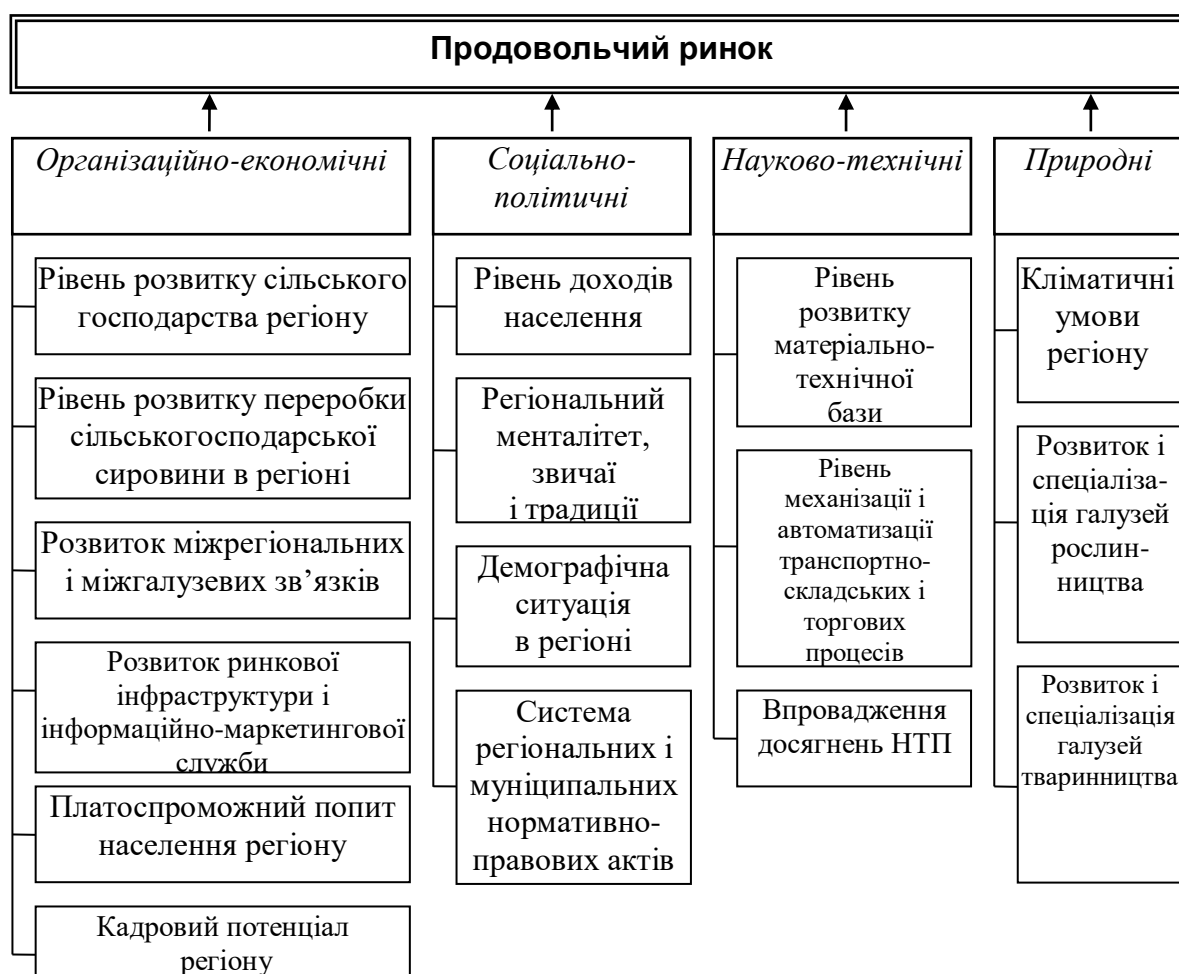 Продовольчий ринок
Організаційно-економічні
Рівень розвитку сільського
господарства регіону
Рівень розвитку переробки
сільськогосподарської
сировини в регіоні
Розвиток міжрегіональних
і міжгалузевих зв’язків
Розвиток ринкової
інфраструктури і
інформаційно-маркетингової
служби
Платоспроможний попит
населення регіону
Кадровий потенціал
регіону
Соціально-
політичні
Рівень доходів
населення
Регіональний
менталітет,
звичаї
і традиції
Демографічна
ситуація
в регіоні
Система
регіональних і
муніципальних
нормативно-
правових актів
Науково-технічні
Рівень
розвитку
матеріально-
технічної
бази
Рівень
механізації і
автоматизації
транспортно-
складських і
торгових
процесів
Впровадження
досягнень НТП
Природні
Кліматичні
умови
регіону
Розвиток і
спеціаліза-
ція галузей
рослин-
ництва
Розвиток і
спеціалізація
галузей
тваринництва